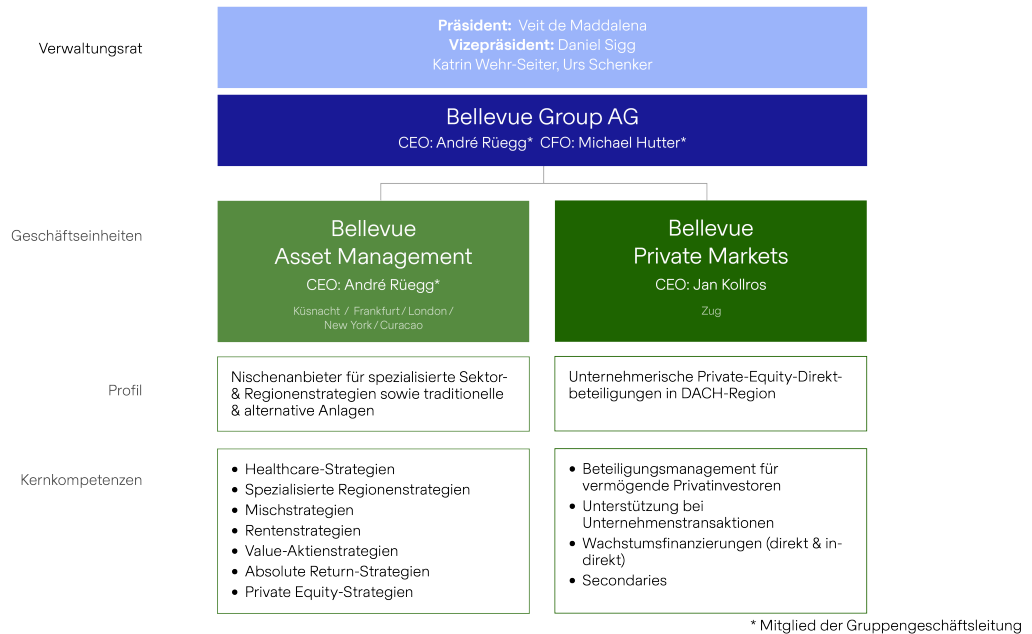 Verwaltungsrat
Präsident: Veit de Maddalena
Vizepräsident: Daniel Sigg
Katrin Wehr-Seiter, Urs Schenker
Bellevue Group AG
CEO: André Rüegg* CFO: Michael Hutter*
Geschäftseinheiten
Bellevue
Asset Management
CEO: André Rüegg*
Küsnacht / Frankfurt / London /
New York / Curacao
Bellevue
Private Markets
CEO: Jan Kollros
Zug
Profil
Nischenanbieter für spezialisierte Sektor-
& Regionenstrategien sowie traditionelle
& alternative Anlagen
Unternehmerische Private-Equity-Direkt-
beteiligungen in DACH-Region
Kernkompetenzen
• Healthcare-Strategien
• Spezialisierte Regionenstrategien
• Mischstrategien
• Rentenstrategien
• Value-Aktienstrategien
• Absolute Return-Strategien
• Private Equity-Strategien
• Beteiligungsmanagement für
vermögende Privatinvestoren
• Unterstützung bei
Unternehmenstransaktionen
• Wachstumsfinanzierungen (direkt & in-
direkt)
• Secondaries
* Mitglied der Gruppengeschäftsleitung